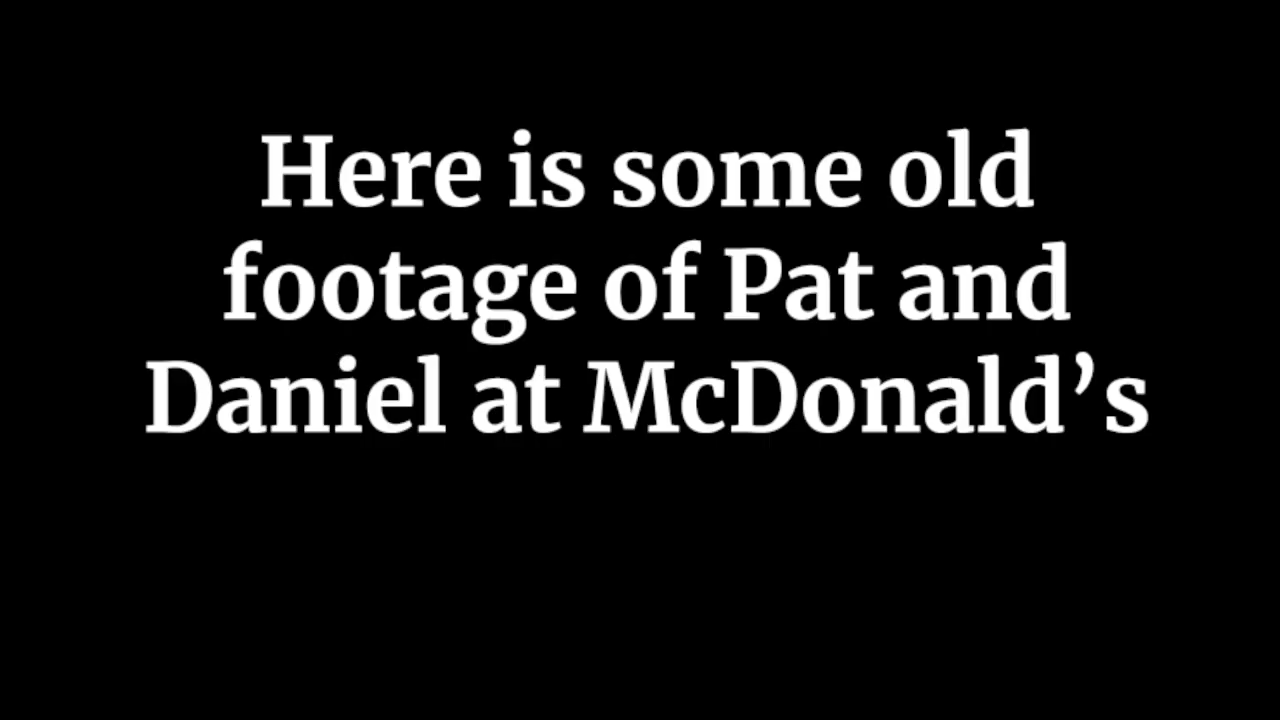 Here is some old
footage of Pat and
Daniel at McDonald’s